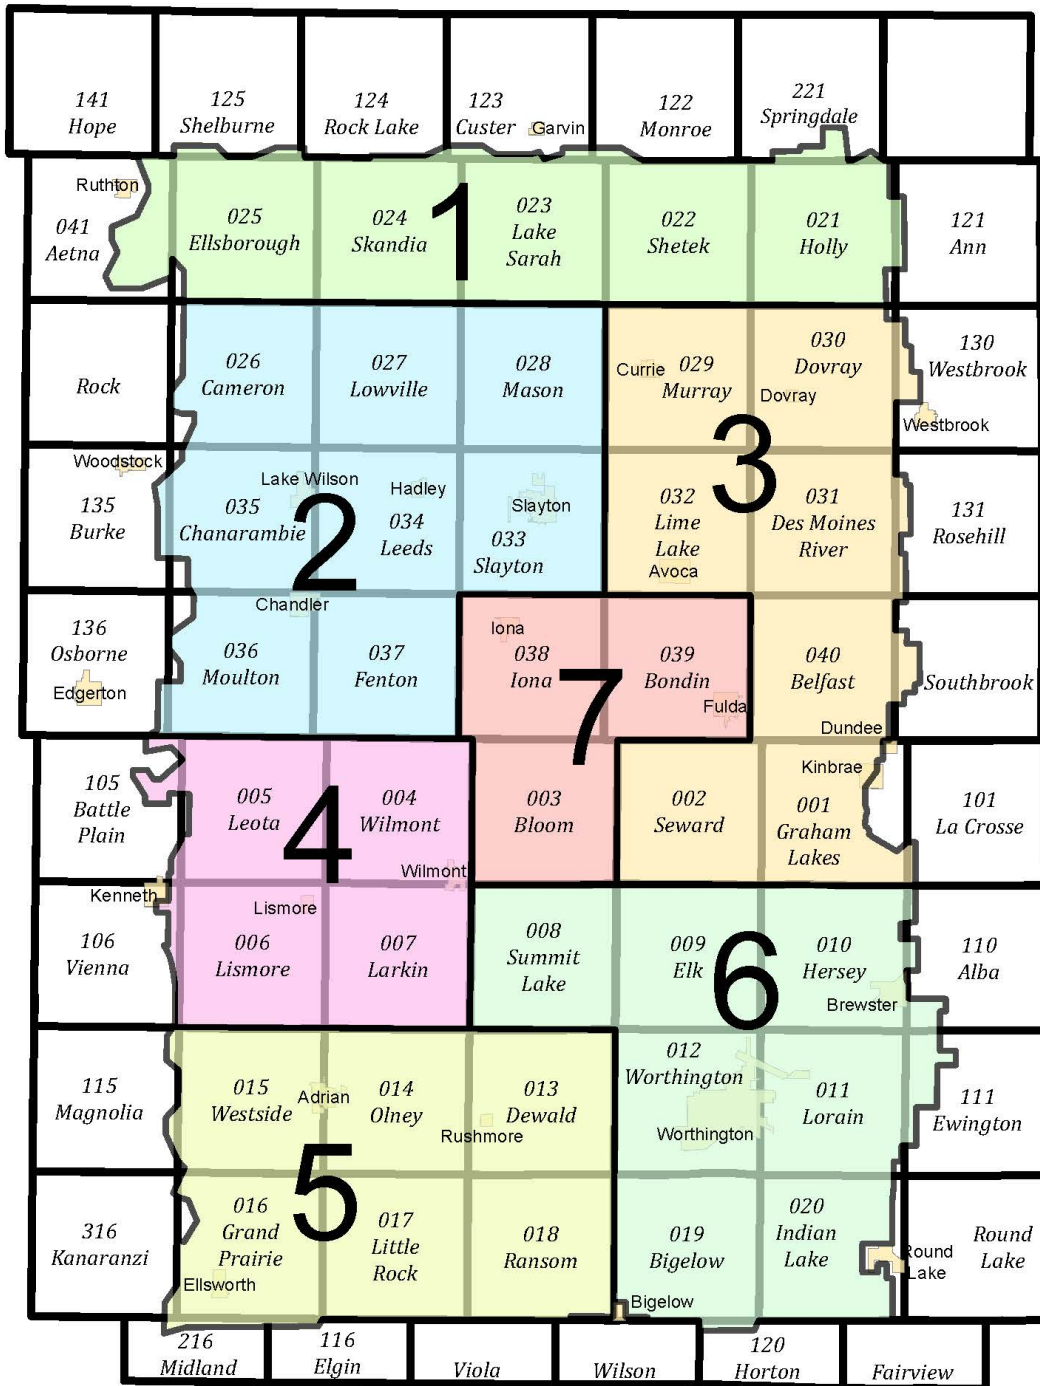 141
Hope
125
Shelburne
124
Rock Lake
123
Custer
Garvin
122
Monroe
221
Springdale
Ruthton
041
Aetna
025
Ellsborough
024
Skandia
1
023
Lake
Sarah
022
Shetek
021
Holly
121
Ann
Rock
026
Cameron
027
Lowville
028
Mason
Currie
029
Murray
030
Dovray
Dovray
130
Westbrook
Westbrook
3
Woodstock
135
Burke
Lake Wilson
035
Chanarambie
2
Hadley
034
Leeds
Slayton
033
Slayton
032
Lime
Lake
Avoca
031
Des Moines
River
131
Rosehill
136
Osborne
Edgerton
Chandler
036
Moulton
037
Fenton
Iona
038
Iona
7
039
Bondin
Fulda
040
Belfast
Dundee
Southbrook
105
Battle
Plain
005
Leota
4
004
Wilmont
Wilmont
003
Bloom
002
Seward
Kinbrae
001
Graham
Lakes
101
La Crosse
Kenneth
106
Vienna
Lismore
006
Lismore
007
Larkin
008
Summit
Lake
009
Elk
6
010
Hersey
Brewster
110
Alba
115
Magnolia
015
Westside
Adrian
014
Olney
013
Dewald
Rushmore
012
Worthington
Worthington
011
Lorain
111
Ewington
316
Kanaranzi
016
Grand
Prairie
Ellsworth
5
017
Little
Rock
018
Ransom
019
Bigelow
Bigelow
020
Indian
Lake
Round
Lake
Round
Lake
216
Midland
116
Elgin
Viola
Wilson
120
Horton
Fairview